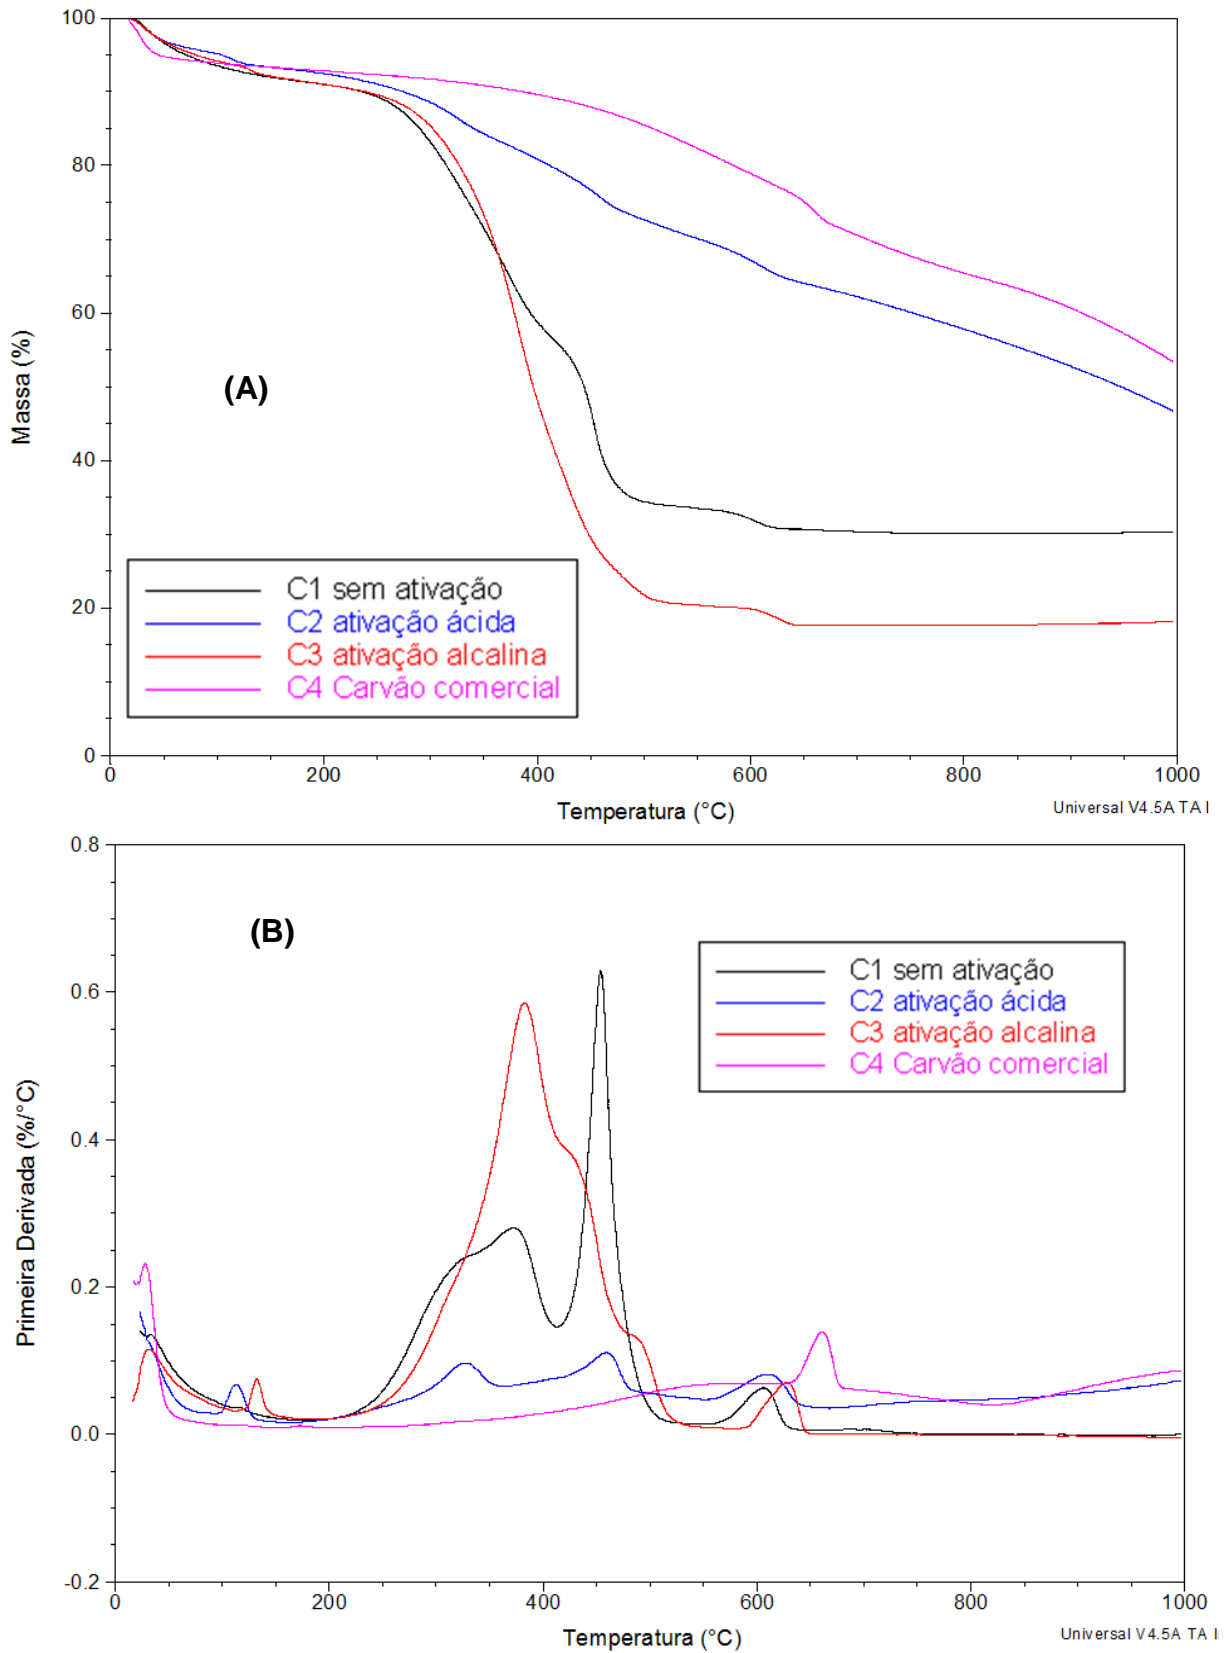 100
80
60
40
20
0
Massa (%)
(A)
C1 sem ativação
C2 ativação ácida
C3 ativação alcalina
C4 Carvão comercial
0 200 400 600 800 1000
Temperatura (°C)
Universal V4.5A TA I
0.8
0.6
0.4
0.2
0.0
-0.2
Primeira Derivada (%/°C)
(B)
C1 sem ativação
C2 ativação ácida
C3 ativação alcalina
C4 Carvão comercial
0 200 400 600 800 1000
Temperatura (°C)
Universal V4.5A TA I